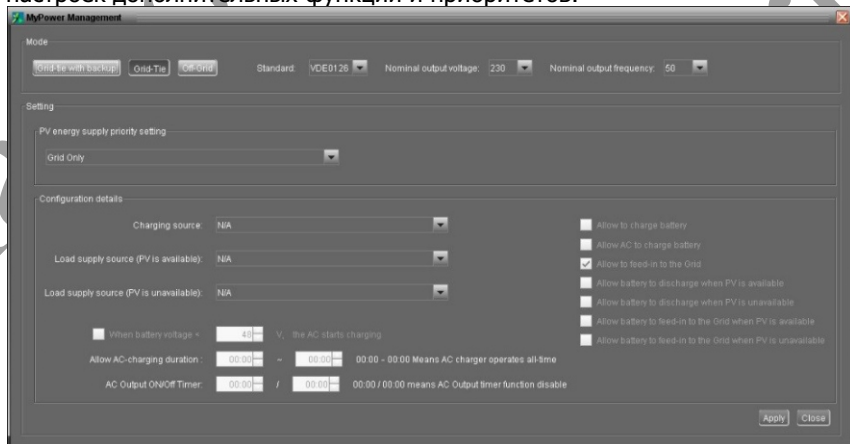 настроек дополнительных функций и приоритетов.
MyPower Management
Mode
Grid-tie with backup Grid-Tie Off-Grid Standard: VDE0126 Nominal output voltage: 230 Nominal output frequency: 50
Setting
PV energy supply priority setting
Grid Only
Configuration details
Charging source: N/A
Load supply source (PV is available): N/A
Load supply source (PV is unavailable): N/A
When battery voltage < 48 V, the AC starts charging
Allow AC-charging duration : 00:00 ~ 00:00 00:00 ~ 00:00 Means AC charger operates all-time
AC Output ON/Off Timer: 00:00 / 00:00 00:00 / 00:00 means AC Output timer function disable
Allow to charge battery
Allow AC to charge battery
Allow to feed-in to the Grid
Allow battery to discharge when PV is available
Allow battery to discharge when PV is unavailable
Allow battery to feed-in to the Grid when PV is available
Allow battery to feed-in to the Grid when PV is unavailable
Apply Close